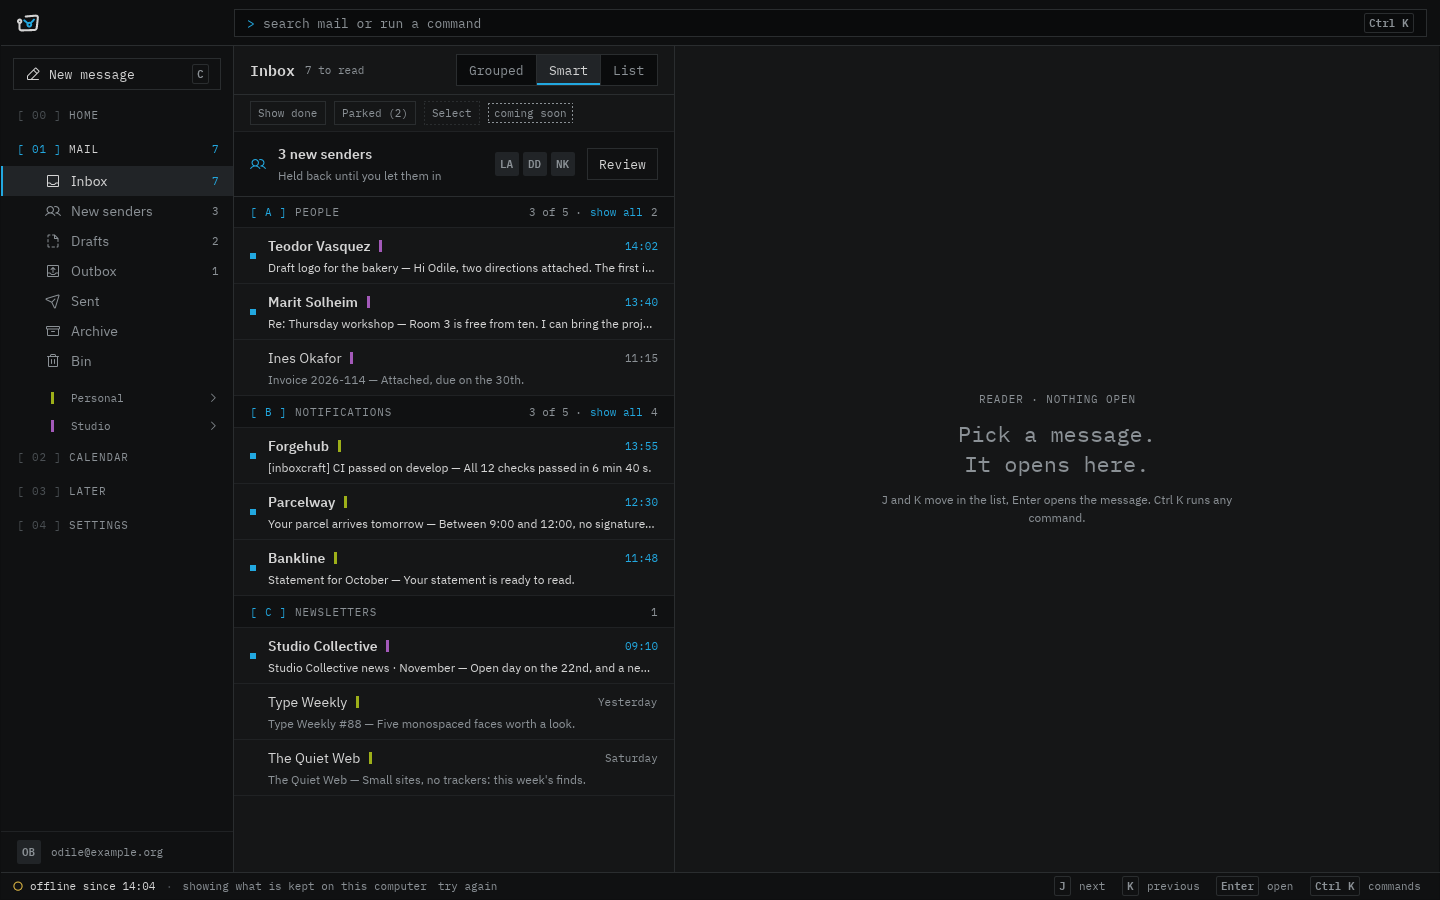 > search mail or run a command Ctrl K
New message C
[ 00 ] HOME
[ 01 ] MAIL 7
Inbox 7
New senders 3
Drafts 2
Outbox 1
Sent
Archive
Bin
Personal
Studio
[ 02 ] CALENDAR
[ 03 ] LATER
[ 04 ] SETTINGS
OB odile@example.org
Inbox 7 to read Grouped Smart List
Show done Parked (2) Select coming soon
3 new senders
Held back until you let them in
LA DD NK Review
[ A ] PEOPLE 3 of 5 · show all 2
Teodor Vasquez 14:02
Draft logo for the bakery — Hi Odile, two directions attached. The first i…
Marit Solheim 13:40
Re: Thursday workshop — Room 3 is free from ten. I can bring the proj…
Ines Okafor 11:15
Invoice 2026-114 — Attached, due on the 30th.
[ B ] NOTIFICATIONS 3 of 5 · show all 4
Forgehub 13:55
[inboxcraft] CI passed on develop — All 12 checks passed in 6 min 40 s.
Parcelway 12:30
Your parcel arrives tomorrow — Between 9:00 and 12:00, no signature…
Bankline 11:48
Statement for October — Your statement is ready to read.
[ C ] NEWSLETTERS 1
Studio Collective 09:10
Studio Collective news · November — Open day on the 22nd, and a ne…
Type Weekly Yesterday
Type Weekly #88 — Five monospaced faces worth a look.
The Quiet Web Saturday
The Quiet Web — Small sites, no trackers: this week's finds.
READER · NOTHING OPEN
Pick a message.
It opens here.
J and K move in the list, Enter opens the message. Ctrl K runs any
command.
offline since 14:04 · showing what is kept on this computer try again
J next K previous Enter open Ctrl K commands